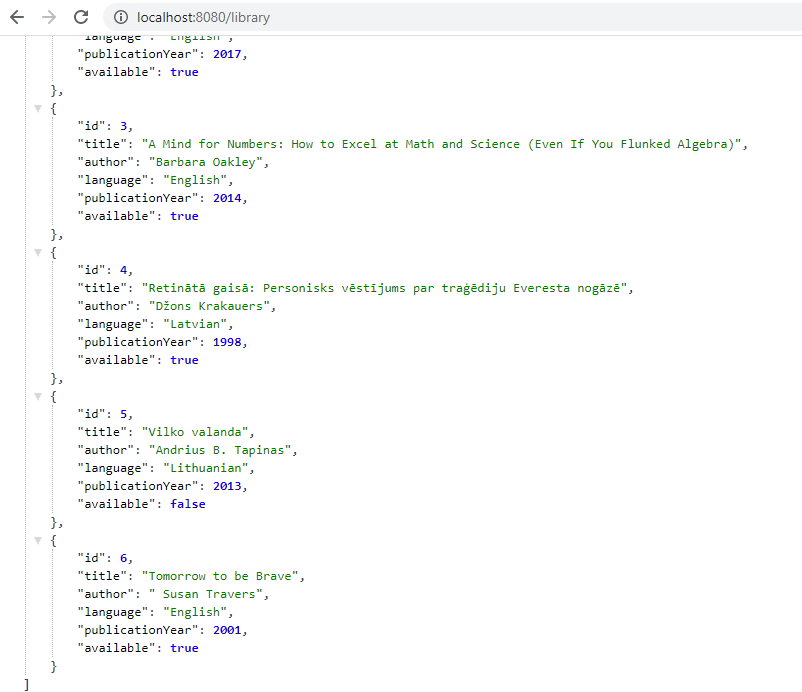 localhost:8080/library
"language": "English",
"publicationYear": 2017,
"available": true
},
{
"id": 3,
"title": "A Mind for Numbers: How to Excel at Math and Science (Even If You Flunked Algebra)",
"author": "Barbara Oakley",
"language": "English",
"publicationYear": 2014,
"available": true
},
{
"id": 4,
"title": "Retinātā gaisā: Personisks vēstījums par traģēdiju Everesta nogāzē",
"author": "Džons Krakauers",
"language": "Latvian",
"publicationYear": 1998,
"available": true
},
{
"id": 5,
"title": "Vilko valanda",
"author": "Andrius B. Tapinas",
"language": "Lithuanian",
"publicationYear": 2013,
"available": false
},
{
"id": 6,
"title": "Tomorrow to be Brave",
"author": " Susan Travers",
"language": "English",
"publicationYear": 2001,
"available": true
}
]